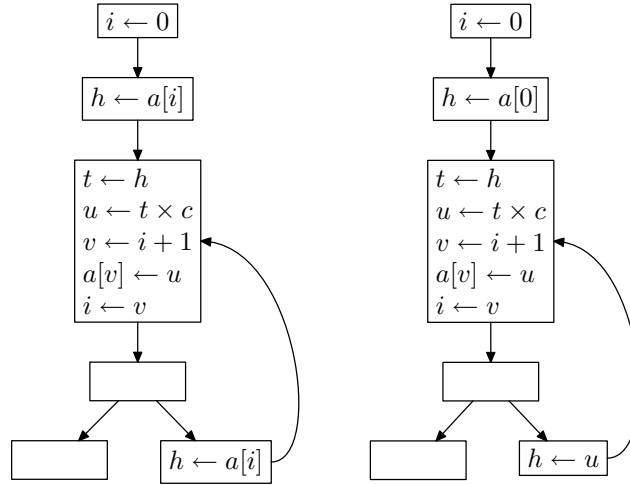 i ← 0
h ← a[i]
t ← h
u ← t × c
v ← i + 1
a[v] ← u
i ← v
h ← a[i]
i ← 0
h ← a[0]
t ← h
u ← t × c
v ← i + 1
a[v] ← u
i ← v
h ← u